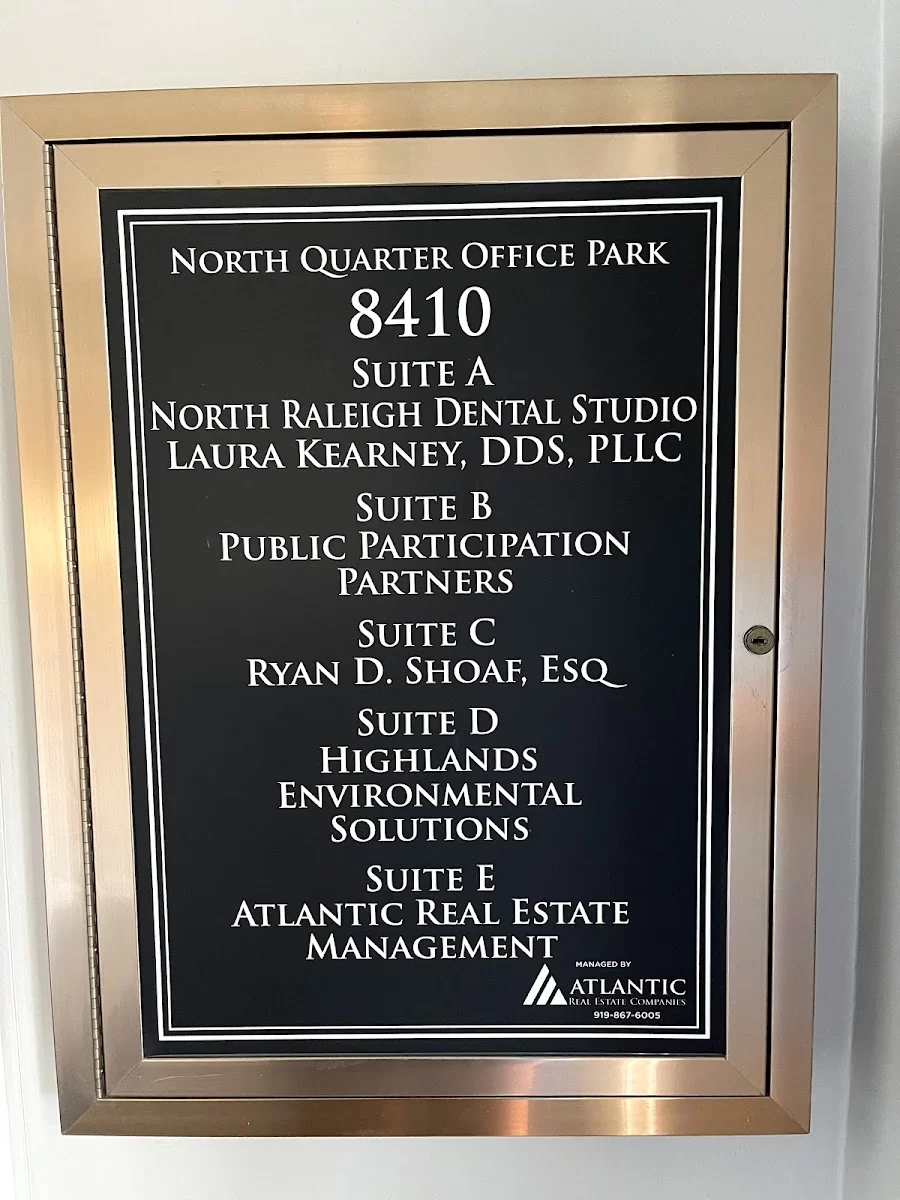 North Quarter Office Park
8410
Suite A
North Raleigh Dental Studio
Laura Kearney, DDS, PLLC
Suite B
Public Participation
Partners
Suite C
Ryan D. Shoaf, Esq
Suite D
Highlands
Environmental
Solutions
Suite E
Atlantic Real Estate
Management
MANAGED BY
ATLANTIC
Real Estate Companies
919-867-6005